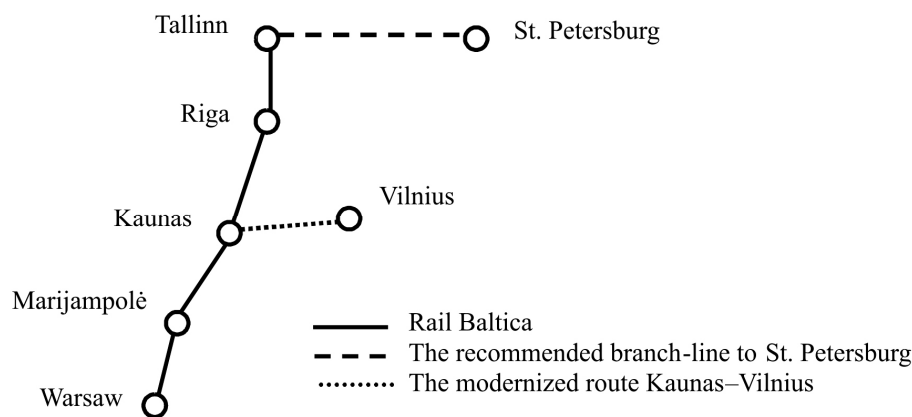 Tallinn
St. Petersburg
Riga
Vilnius
Kaunas
Marijampolė
Rail Baltica
The recommended branch-line to St. Petersburg
The modernized route Kaunas–Vilnius
Warsaw